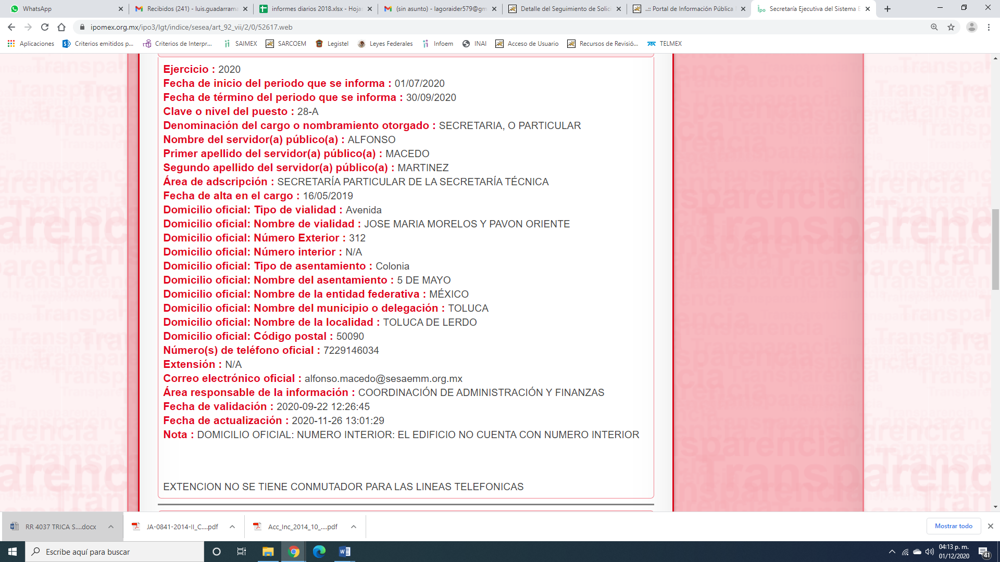 WhatsApp
Recibidos (241) - luis.guadarrama
informes diarios 2018.xlsx - Hoja
(sin asunto) - lagoraider579@gm
Detalle del Seguimiento de Solici
..:: Portal de Información Pública
Secretaría Ejecutiva del Sistema E
ipomex.org.mx/ipo3/lgt/indice/sesea/art_92_vii/2/0/52617.web
Aplicaciones
Criterios emitidos p...
Criterios de Interpr...
SAIMEX
SARCOEM
Legistel
Leyes Federales
Infoem
INAI
Acceso de Usuario
Recursos de Revisió...
TELMEX
Ejercicio : 2020
Fecha de inicio del periodo que se informa : 01/07/2020
Fecha de término del periodo que se informa : 30/09/2020
Clave o nivel del puesto : 28-A
Denominación del cargo o nombramiento otorgado : SECRETARIA, O PARTICULAR
Nombre del servidor(a) público(a) : ALFONSO
Primer apellido del servidor(a) público(a) : MACEDO
Segundo apellido del servidor(a) público(a) : MARTINEZ
Área de adscripción : SECRETARÍA PARTICULAR DE LA SECRETARÍA TÉCNICA
Fecha de alta en el cargo : 16/05/2019
Domicilio oficial: Tipo de vialidad : Avenida
Domicilio oficial: Nombre de vialidad : JOSE MARIA MORELOS Y PAVON ORIENTE
Domicilio oficial: Número Exterior : 312
Domicilio oficial: Número interior : N/A
Domicilio oficial: Tipo de asentamiento : Colonia
Domicilio oficial: Nombre del asentamiento : 5 DE MAYO
Domicilio oficial: Nombre de la entidad federativa : MÉXICO
Domicilio oficial: Nombre del municipio o delegación : TOLUCA
Domicilio oficial: Nombre de la localidad : TOLUCA DE LERDO
Domicilio oficial: Código postal : 50090
Número(s) de teléfono oficial : 7229146034
Extensión : N/A
Correo electrónico oficial : alfonso.macedo@sesaemm.org.mx
Área responsable de la información : COORDINACIÓN DE ADMINISTRACIÓN Y FINANZAS
Fecha de validación : 2020-09-22 12:26:45
Fecha de actualización : 2020-11-26 13:01:29
Nota : DOMICILIO OFICIAL: NUMERO INTERIOR: EL EDIFICIO NO CUENTA CON NUMERO INTERIOR
EXTENCION NO SE TIENE CONMUTADOR PARA LAS LINEAS TELEFONICAS
RR 4037 TRICA S....docx
JA-0841-2014-II_C....pdf
Acc_Inc_2014_10_....pdf
Mostrar todo
Escribe aquí para buscar
04:13 p. m.
01/12/2020
41